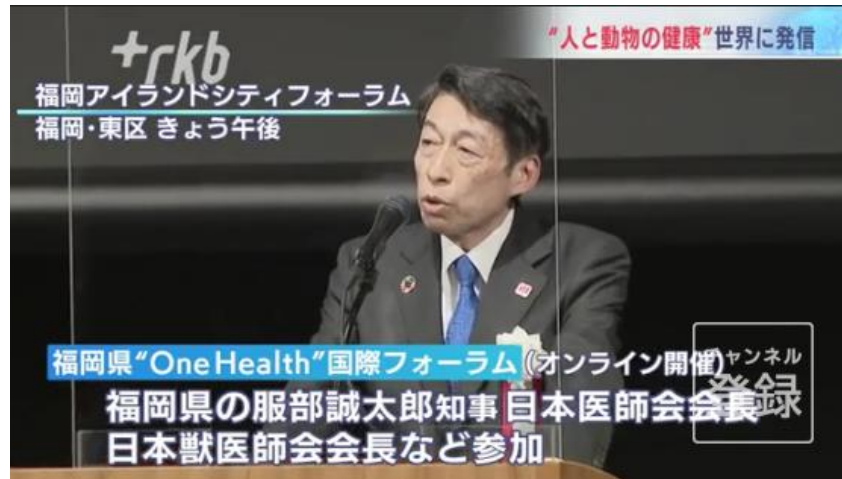 "人と動物の健康"世界に発信
+rkb
福岡アイランドシティフォーラム
福岡・東区 きょう午後
福岡県"OneHealth"国際フォーラム(オンライン開催)
チャンネル
登録
福岡県の服部誠太郎知事 日本医師会会長
日本獣医師会会長など参加